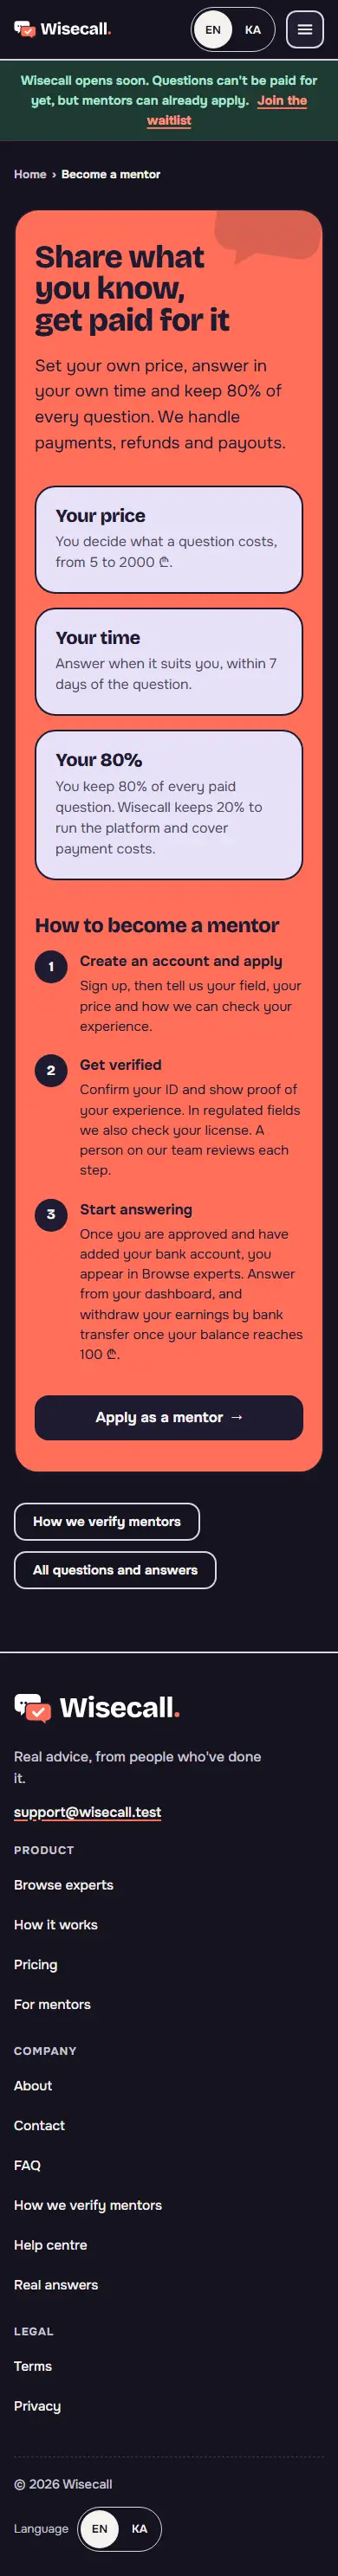 Wisecall.
EN
KA
Wisecall opens soon. Questions can't be paid for
yet, but mentors can already apply. Join the
waitlist
Home › Become a mentor
Share what
you know,
get paid for it
Set your own price, answer in
your own time and keep 80% of
every question. We handle
payments, refunds and payouts.
Your price
You decide what a question costs,
from 5 to 2000 ₾.
Your time
Answer when it suits you, within 7
days of the question.
Your 80%
You keep 80% of every paid
question. Wisecall keeps 20% to
run the platform and cover
payment costs.
How to become a mentor
1
Create an account and apply
Sign up, then tell us your field, your
price and how we can check your
experience.
2
Get verified
Confirm your ID and show proof of
your experience. In regulated fields
we also check your license. A
person on our team reviews each
step.
3
Start answering
Once you are approved and have
added your bank account, you
appear in Browse experts. Answer
from your dashboard, and
withdraw your earnings by bank
transfer once your balance reaches
100 ₾.
Apply as a mentor →
How we verify mentors
All questions and answers
Wisecall.
Real advice, from people who've done
it.
support@wisecall.test
PRODUCT
Browse experts
How it works
Pricing
For mentors
COMPANY
About
Contact
FAQ
How we verify mentors
Help centre
Real answers
LEGAL
Terms
Privacy
© 2026 Wisecall
Language EN KA